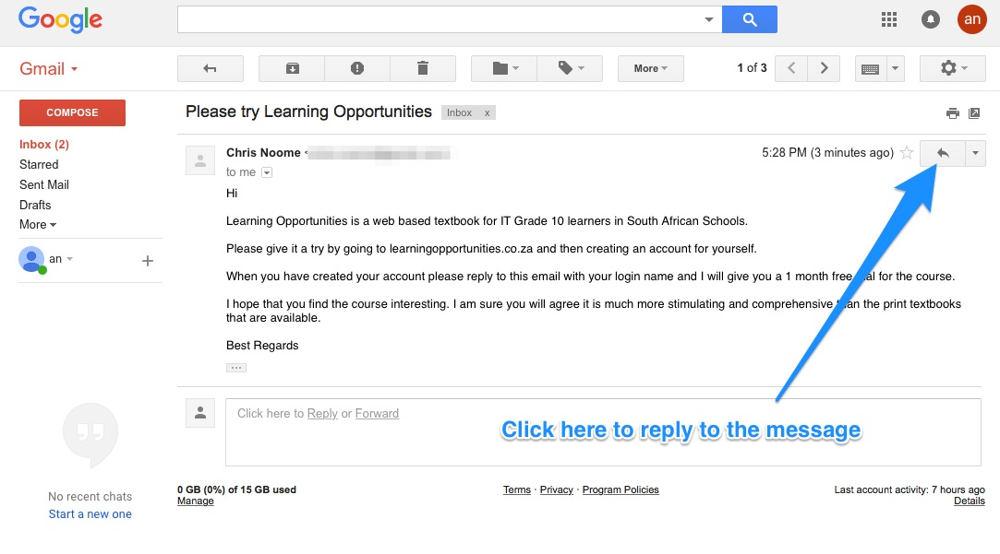 Google
an
Gmail
More
1 of 3
COMPOSE
Please try Learning Opportunities
Inbox x
Inbox (2)
Starred
Sent Mail
Drafts
More
an
+
Chris Noome <
5:28 PM (3 minutes ago)
to me
Hi
Learning Opportunities is a web based textbook for IT Grade 10 learners in South African Schools.
Please give it a try by going to learningopportunities.co.za and then creating an account for yourself.
When you have created your account please reply to this email with your login name and I will give you a 1 month free trial for the course.
I hope that you find the course interesting. I am sure you will agree it is much more stimulating and comprehensive than the print textbooks
that are available.
Best Regards
...
Click here to Reply or Forward
Click here to reply to the message
No recent chats
Start a new one
0 GB (0%) of 15 GB used
Manage
Terms · Privacy · Program Policies
Last account activity: 7 hours ago
Details